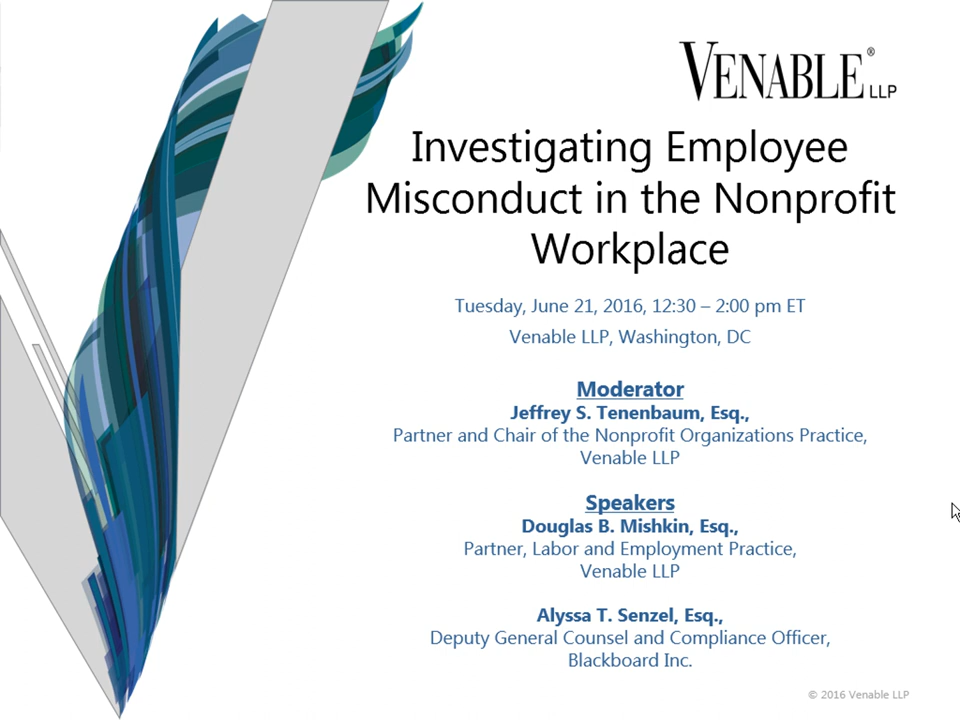 VENABLE® LLP
Investigating Employee
Misconduct in the Nonprofit
Workplace
Tuesday, June 21, 2016, 12:30 – 2:00 pm ET
Venable LLP, Washington, DC
Moderator
Jeffrey S. Tenenbaum, Esq.,
Partner and Chair of the Nonprofit Organizations Practice,
Venable LLP
Speakers
Douglas B. Mishkin, Esq.,
Partner, Labor and Employment Practice,
Venable LLP
Alyssa T. Senzel, Esq.,
Deputy General Counsel and Compliance Officer,
Blackboard Inc.
© 2016 Venable LLP